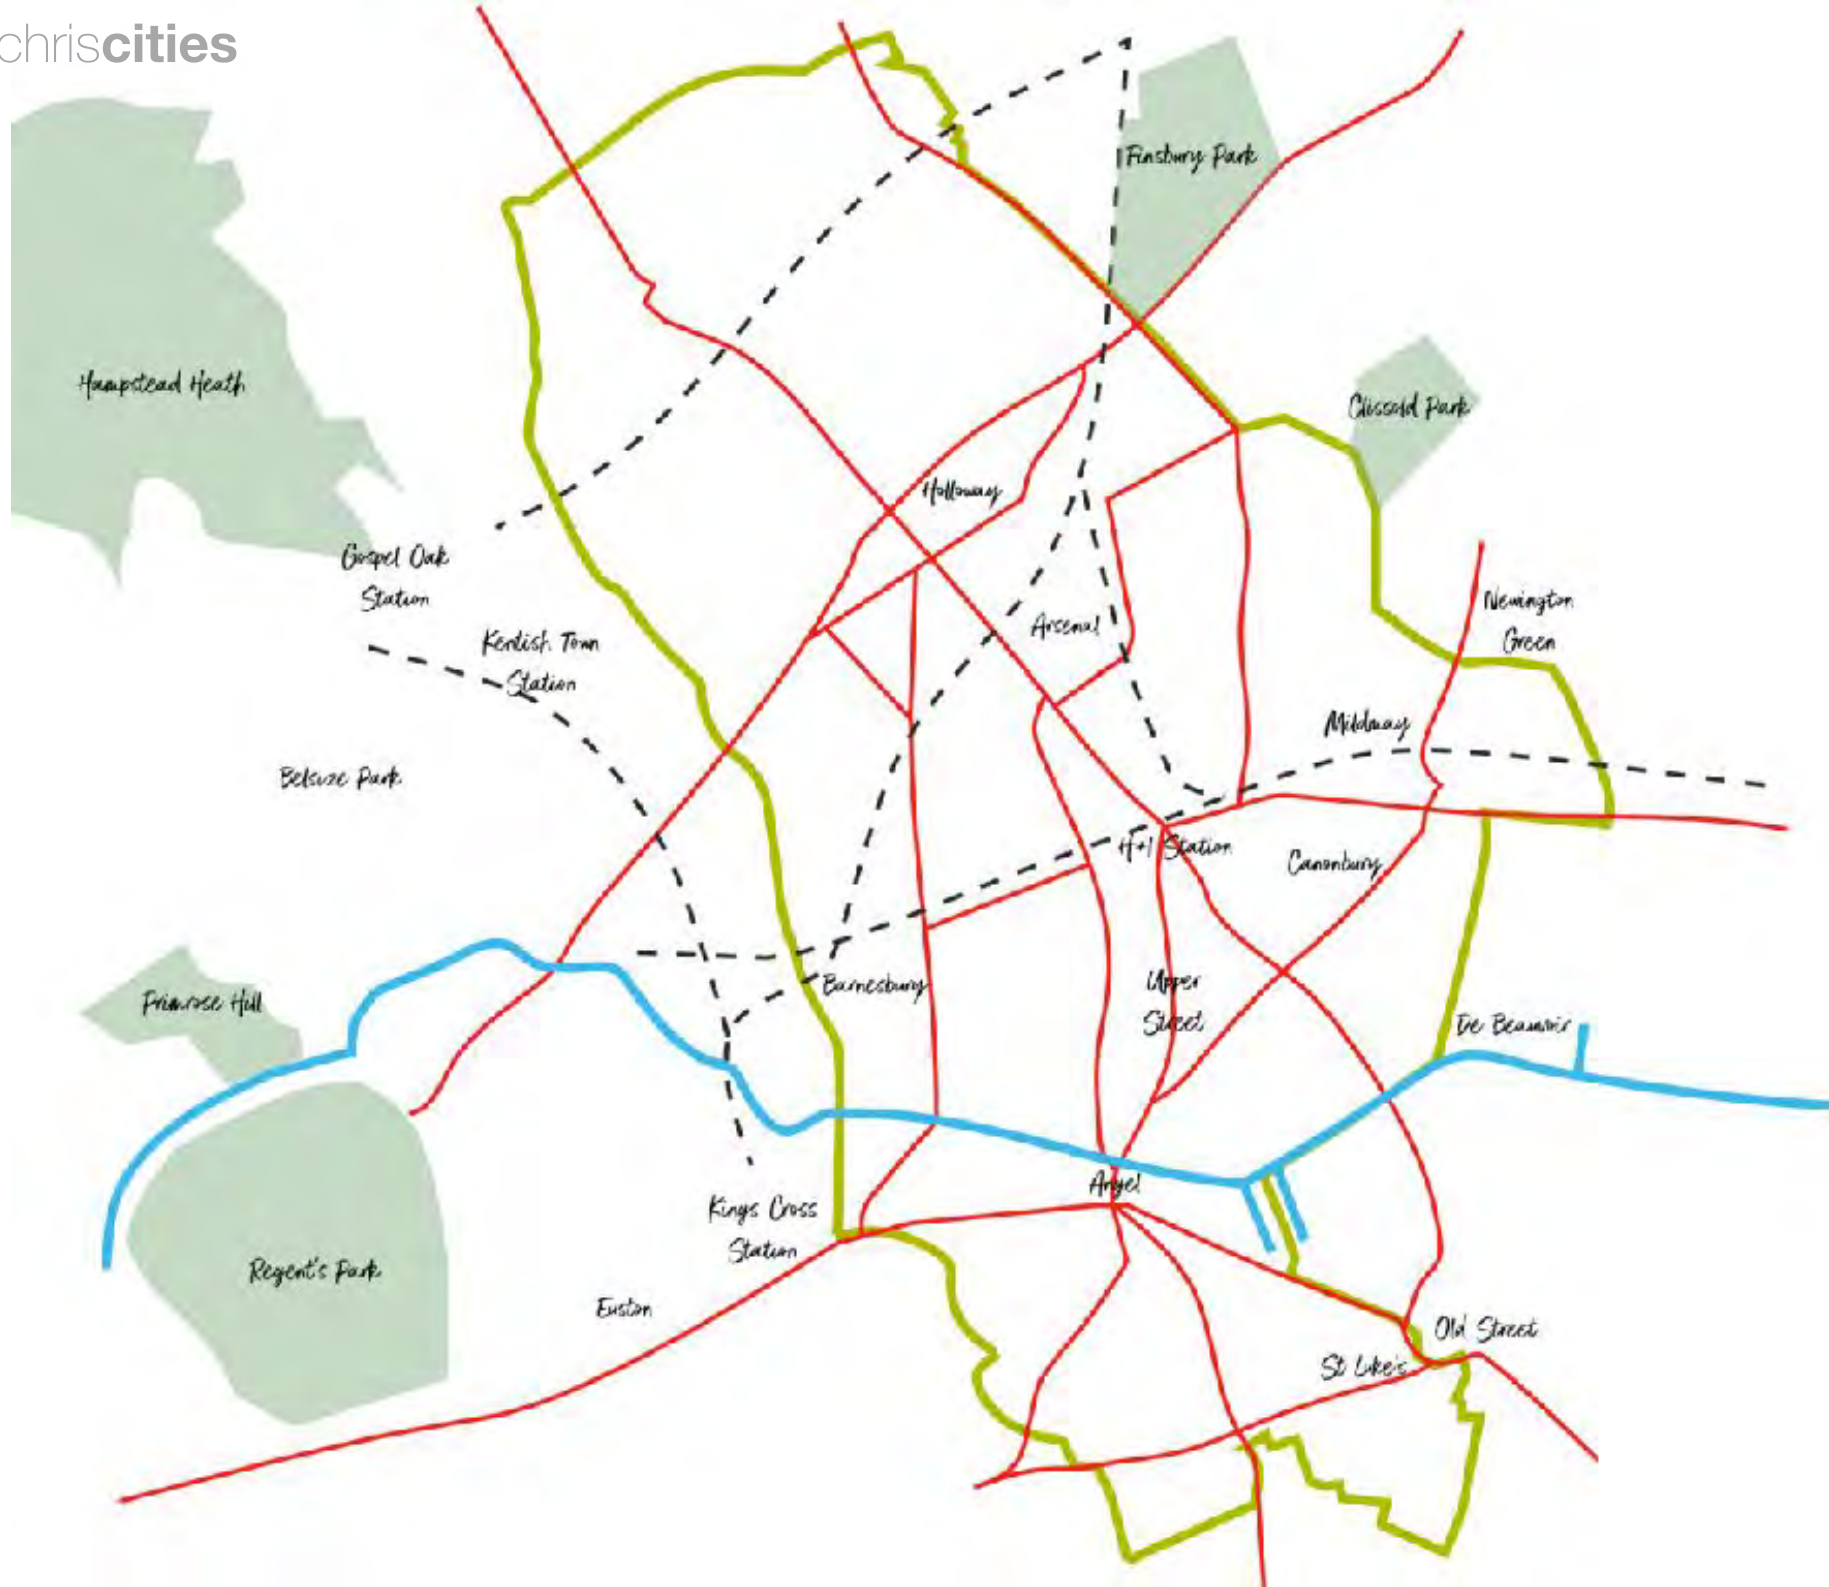 chriscities
Finsbury Park
Hampstead Heath
Clissold Park
Holloway
Gospel Oak
Station
Newington
Green
Arsenal
Kentish Town
Station
Mildmay
Belsize Park
H+I Station
Canonbury
Barnesbury
Upper
Street
Primrose Hill
De Beauvoir
Angel
Kings Cross
Station
Regent's Park
Euston
Old Street
St Luke's